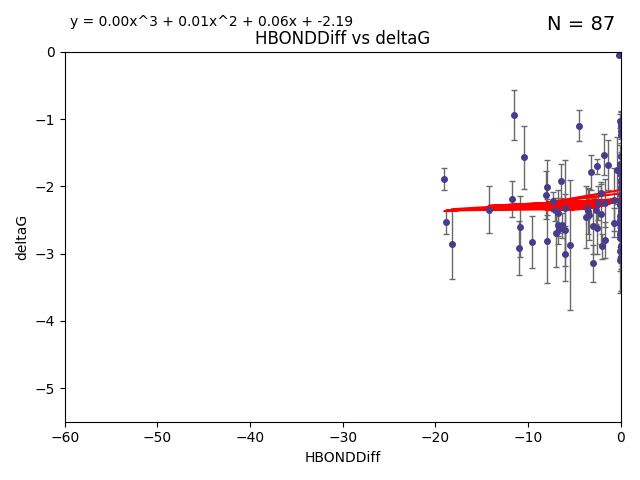 y = 0.00x^3 + 0.01x^2 + 0.06x + -2.19
N = 87
HBONDDiff vs deltaG
0
−1
−2
−3
−4
−5
deltaG
−60 −50 −40 −30 −20 −10 0
HBONDDiff